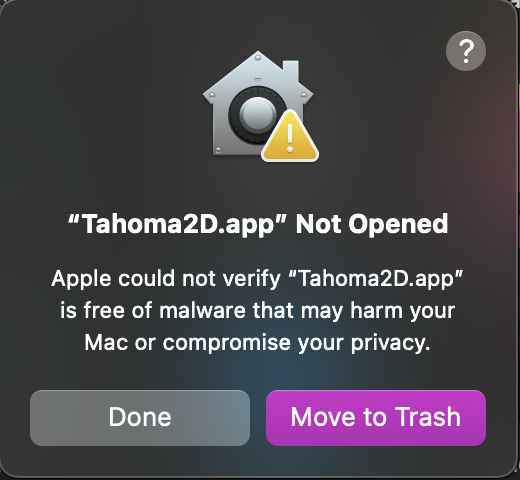 ?
“Tahoma2D.app” Not Opened
Apple could not verify “Tahoma2D.app”
is free of malware that may harm your
Mac or compromise your privacy.
Done
Move to Trash